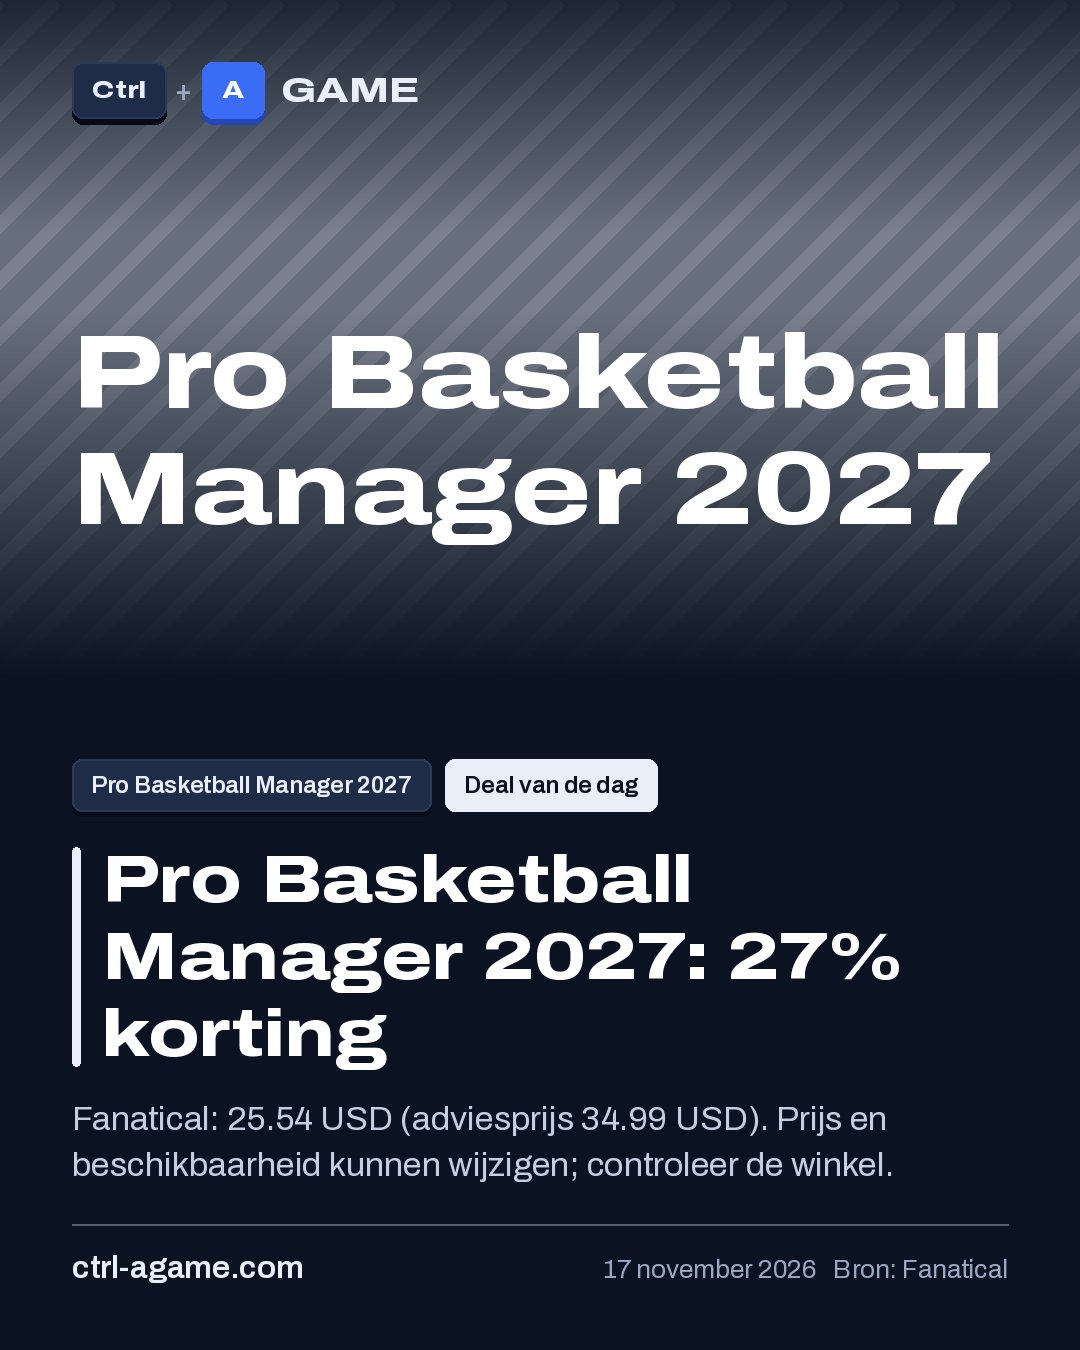 Ctrl + A GAME
Pro Basketball
Manager 2027
Pro Basketball Manager 2027 Deal van de dag
Pro Basketball
Manager 2027: 27%
korting
Fanatical: 25.54 USD (adviesprijs 34.99 USD). Prijs en
beschikbaarheid kunnen wijzigen; controleer de winkel.
ctrl-agame.com 17 november 2026 Bron: Fanatical